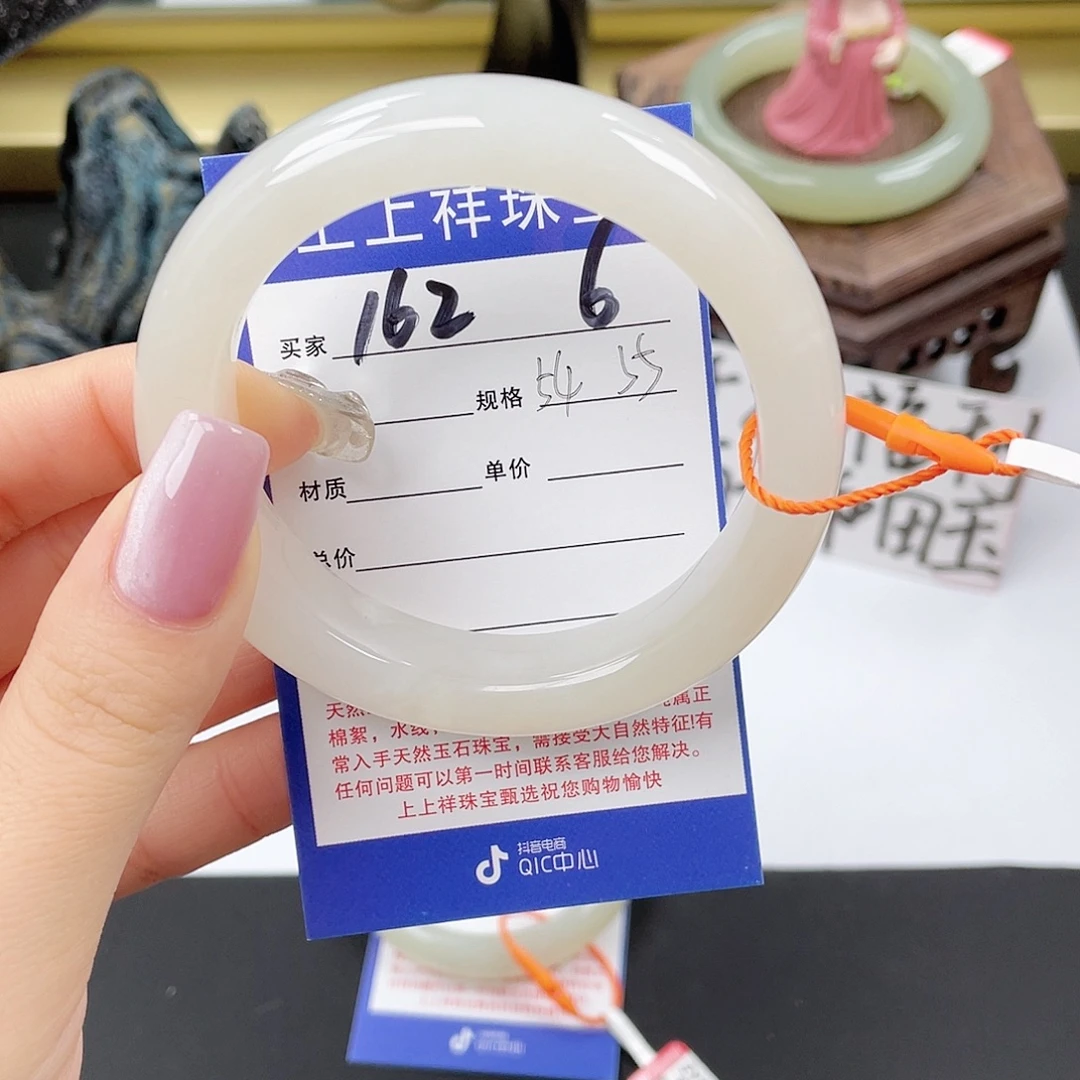 上上祥珠
162 6
买家
规格 54 55
材质 单价
总价
天然 属正
棉絮，水线， 
常入手天然玉石珠宝，需接受大自然特征!有
任何问题可以第一时间联系客服给您解决。
上上祥珠宝甄选祝您购物愉快
抖音电商
QIC中心
福利